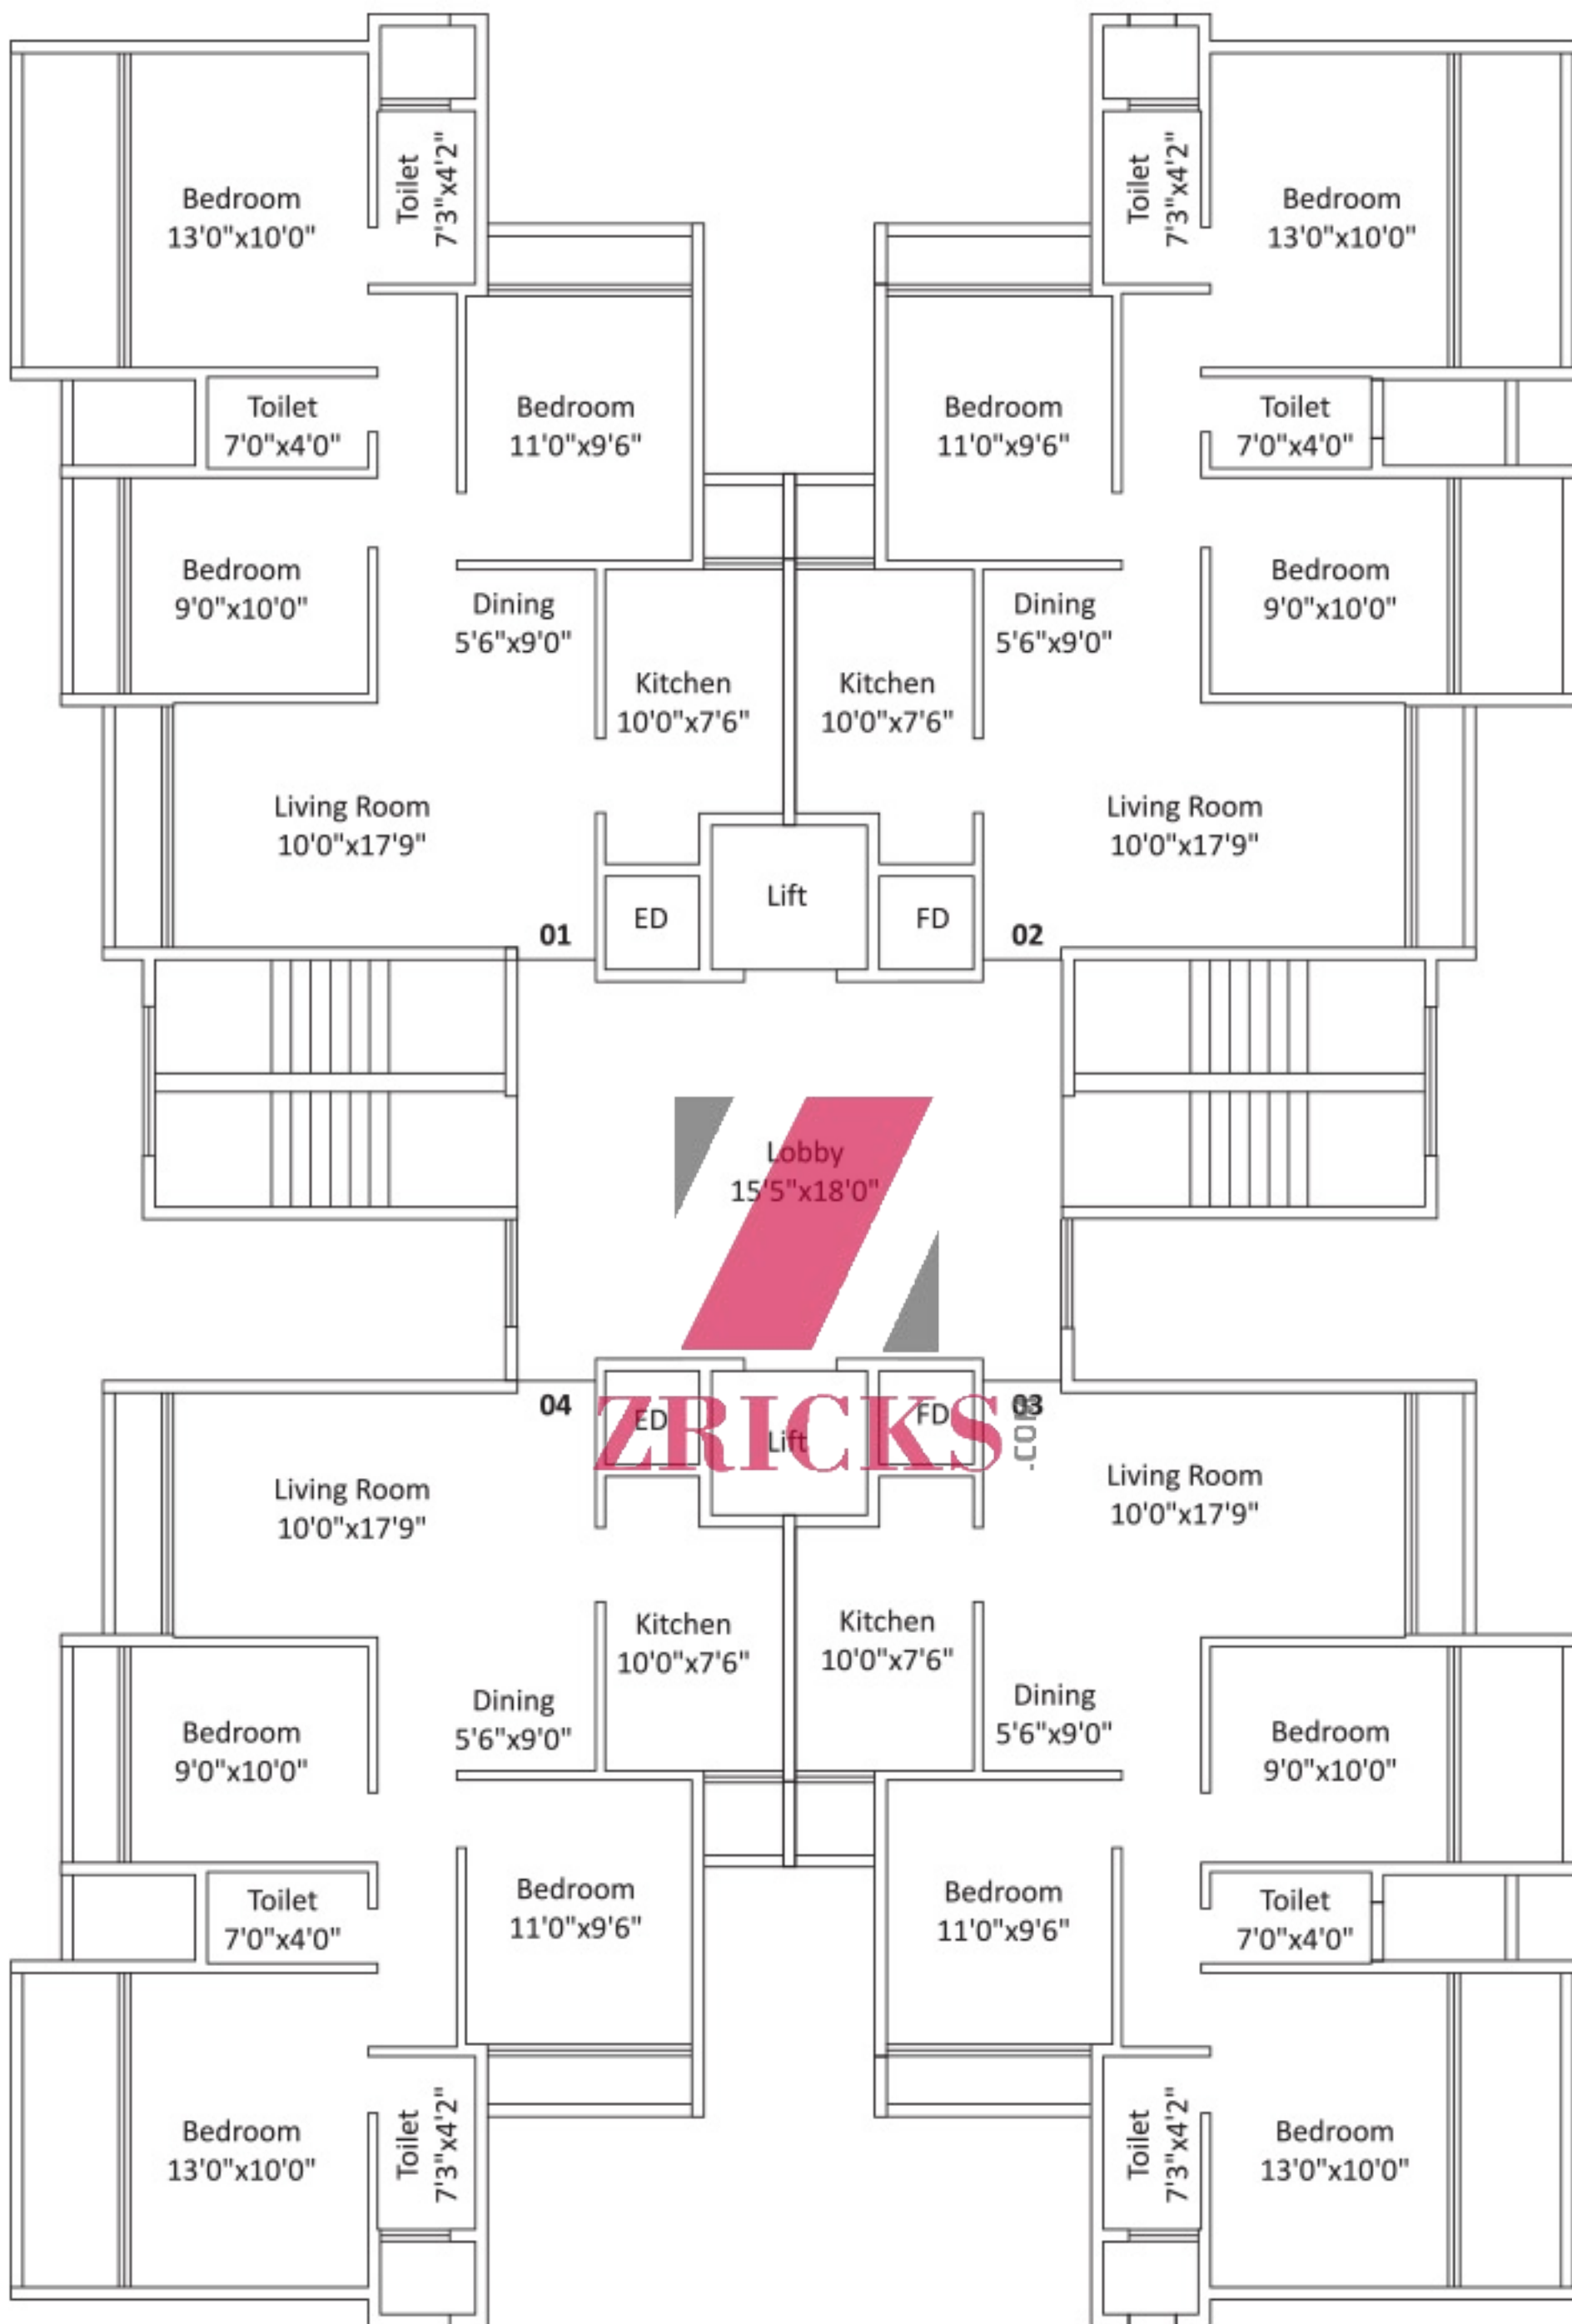 Toilet
7'3"x4'2"
Toilet
7'3"x4'2"
Bedroom
13'0"x10'0"
Bedroom
13'0"x10'0"
Toilet
7'0"x4'0"
Bedroom
11'0"x9'6"
Bedroom
11'0"x9'6"
Toilet
7'0"x4'0"
Bedroom
9'0"x10'0"
Dining
5'6"x9'0"
Dining
5'6"x9'0"
Bedroom
9'0"x10'0"
Kitchen
10'0"x7'6"
Kitchen
10'0"x7'6"
Living Room
10'0"x17'9"
Living Room
10'0"x17'9"
01
ED
Lift
FD
02
Lobby
15'5"x18'0"
04
ED
Lift
FD
03
ZRICKS
.com
Living Room
10'0"x17'9"
Living Room
10'0"x17'9"
Kitchen
10'0"x7'6"
Kitchen
10'0"x7'6"
Bedroom
9'0"x10'0"
Dining
5'6"x9'0"
Dining
5'6"x9'0"
Bedroom
9'0"x10'0"
Toilet
7'0"x4'0"
Bedroom
11'0"x9'6"
Bedroom
11'0"x9'6"
Toilet
7'0"x4'0"
Bedroom
13'0"x10'0"
Toilet
7'3"x4'2"
Toilet
7'3"x4'2"
Bedroom
13'0"x10'0"